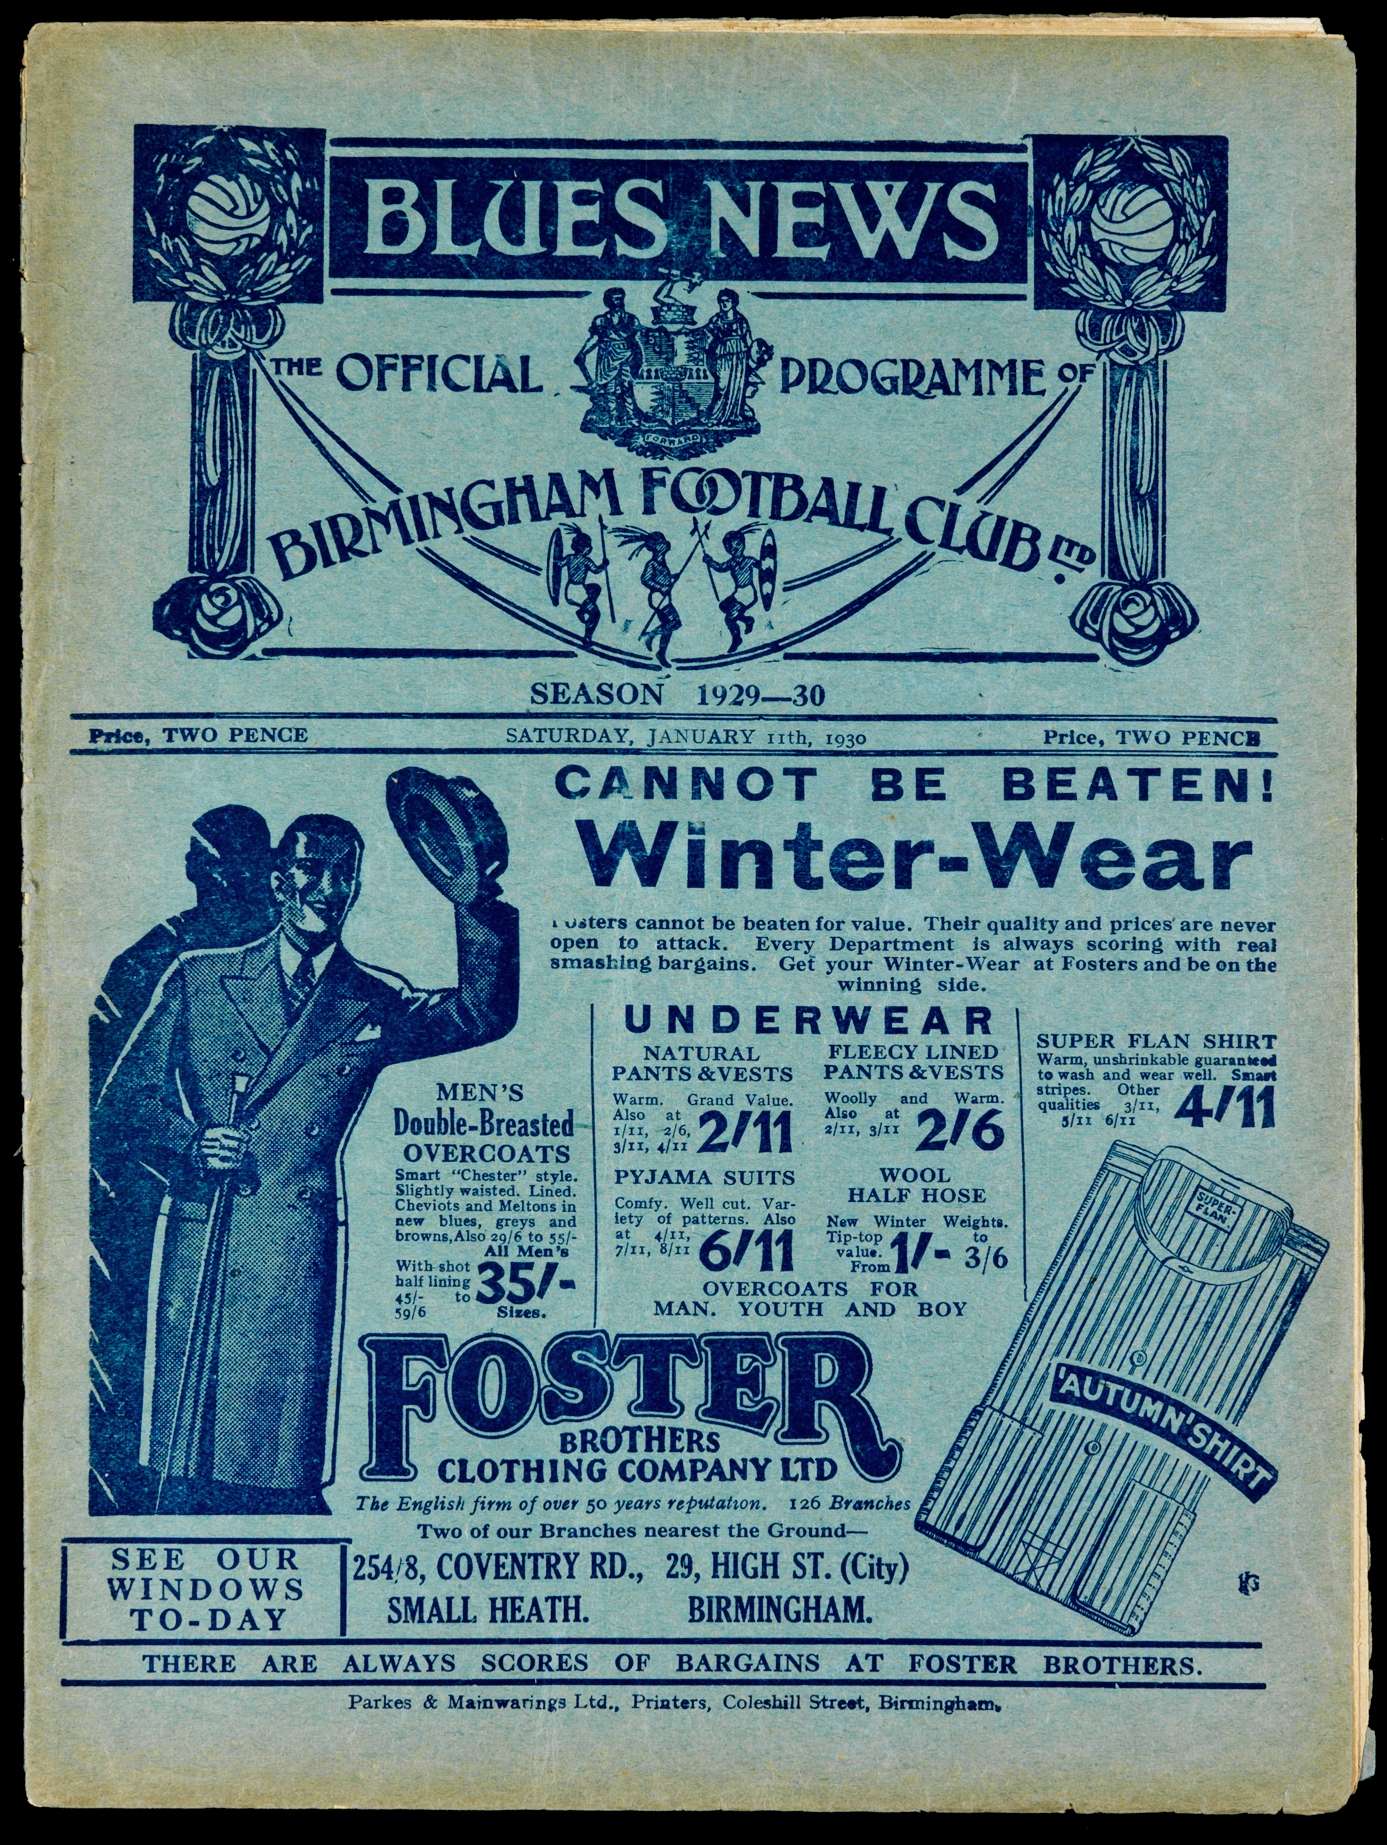 BLUES NEWS
THE OFFICIAL PROGRAMME OF
FORWARD
BIRMINGHAM FOOTBALL CLUB LTD.
SEASON 1929—30
Price, TWO PENCE SATURDAY, JANUARY 11th, 1930 Price, TWO PENCE
CANNOT BE BEATEN!
Winter-Wear
Fosters cannot be beaten for value. Their quality and prices are never
open to attack. Every Department is always scoring with real
smashing bargains. Get your Winter-Wear at Fosters and be on the
winning side.
MEN'S
Double-Breasted
OVERCOATS
Smart "Chester" style.
Slightly waisted. Lined.
Cheviots and Meltons in
new blues, greys and
browns, Also 29/6 to 55/-
All Men's
With shot
half lining
45/- to
59/6
35/-
Sizes.
UNDERWEAR
NATURAL
PANTS & VESTS
Warm. Grand Value.
Also at
1/11, 2/6,
3/11, 4/11
2/11
FLEECY LINED
PANTS & VESTS
Woolly and Warm.
Also at
2/11, 3/11
2/6
PYJAMA SUITS
Comfy. Well cut. Var-
iety of patterns. Also
at 4/11,
7/11, 8/11
6/11
WOOL
HALF HOSE
New Winter Weights.
Tip-top
value.
From 1/- to 3/6
OVERCOATS FOR
MAN. YOUTH AND BOY
SUPER FLAN SHIRT
Warm, unshrinkable guaranteed
to wash and wear well. Smart
stripes. Other
qualities 3/11,
5/11 6/11
4/11
SUPER-
FLAN
'AUTUMN' SHIRT
FOSTER
BROTHERS
CLOTHING COMPANY LTD
The English firm of over 50 years reputation. 126 Branches
Two of our Branches nearest the Ground—
254/8, COVENTRY RD., 29, HIGH ST. (City)
SMALL HEATH. BIRMINGHAM.
SEE OUR
WINDOWS
TO-DAY
THERE ARE ALWAYS SCORES OF BARGAINS AT FOSTER BROTHERS.
Parkes & Mainwarings Ltd., Printers, Coleshill Street, Birmingham.